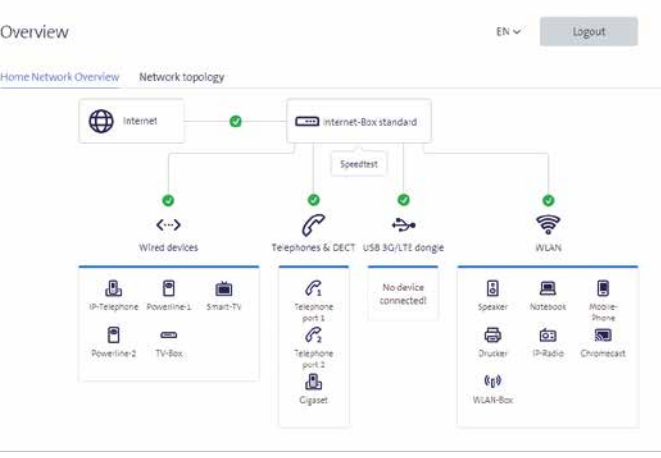 Overview
EN
Logout
Home Network Overview
Network topology
Internet
Internet-Box standard
Speedtest
Wired devices
Telephones & DECT
USB 3G/LTE dongle
WLAN
IP-Telephone
Powerline-1
Smart-TV
Powerline-2
TV-Box
1
Telephone
port 1
2
Telephone
port 2
Gigaset
No device
connected!
Speaker
Notebook
Mobile-
Phone
Drucker
IP-Radio
Chromecast
WLAN-Box